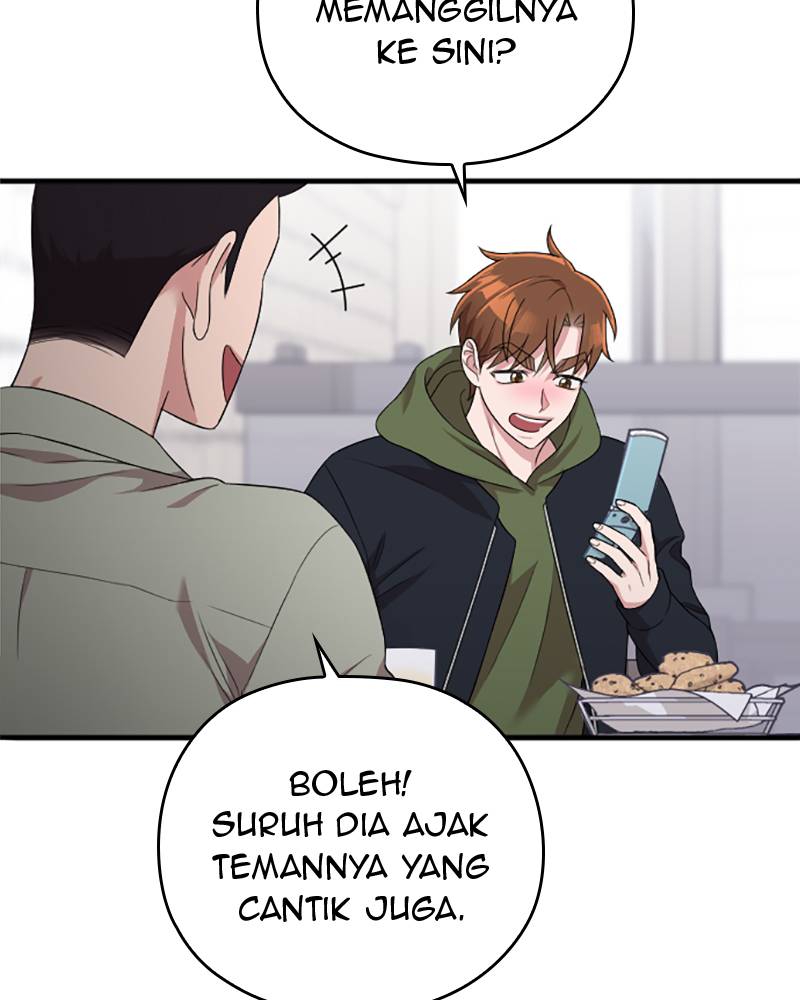 MEMANGGILNYA
KE SINI?
BOLEH!
SURUH DIA AJAK
TEMANNYA YANG
CANTIK JUGA.